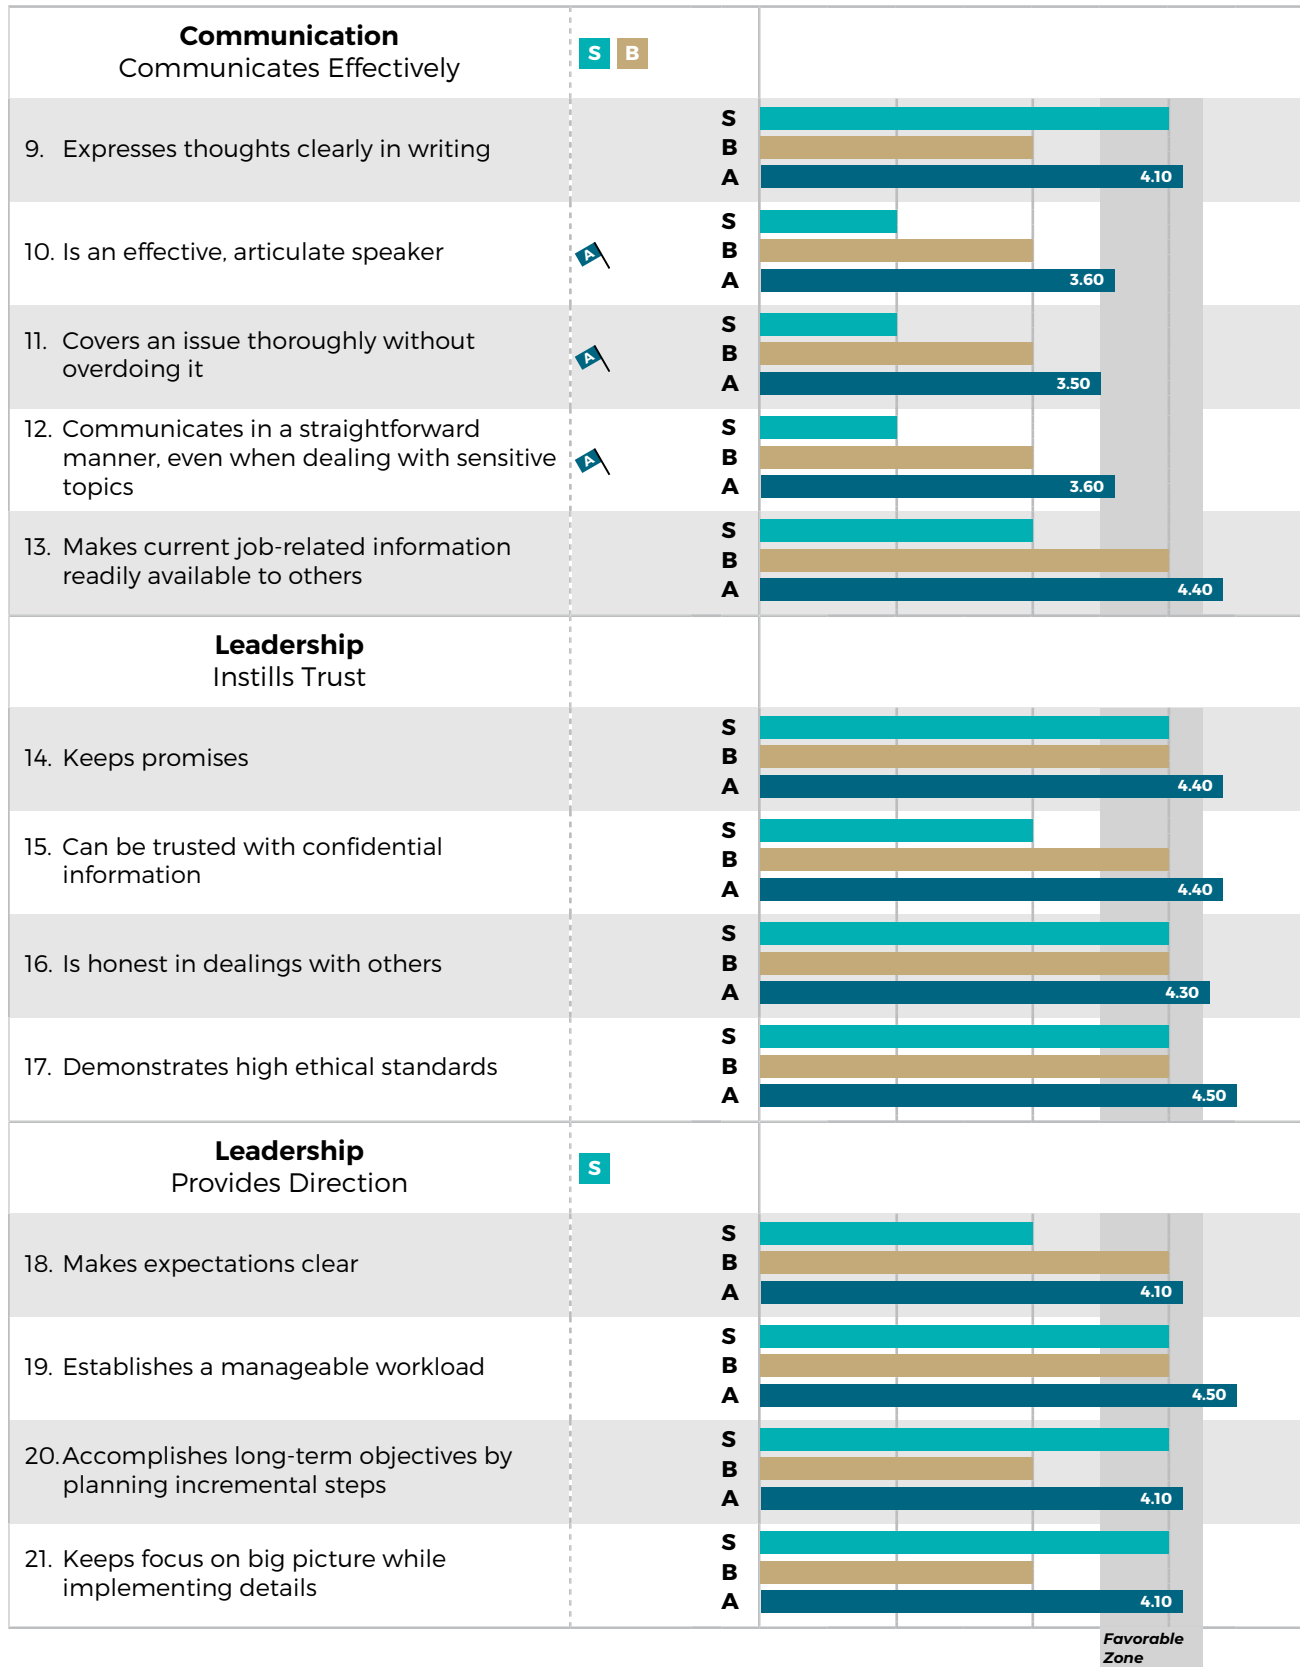 Communication
Communicates Effectively
S B
9. Expresses thoughts clearly in writing
S
B
A 4.10
10. Is an effective, articulate speaker
A
S
B
A 3.60
11. Covers an issue thoroughly without
overdoing it
A
S
B
A 3.50
12. Communicates in a straightforward
manner, even when dealing with sensitive
topics
A
S
B
A 3.60
13. Makes current job-related information
readily available to others
S
B
A 4.40
Leadership
Instills Trust
14. Keeps promises
S
B
A 4.40
15. Can be trusted with confidential
information
S
B
A 4.40
16. Is honest in dealings with others
S
B
A 4.30
17. Demonstrates high ethical standards
S
B
A 4.50
Leadership
Provides Direction
S
18. Makes expectations clear
S
B
A 4.10
19. Establishes a manageable workload
S
B
A 4.50
20. Accomplishes long-term objectives by
planning incremental steps
S
B
A 4.10
21. Keeps focus on big picture while
implementing details
S
B
A 4.10
Favorable
Zone